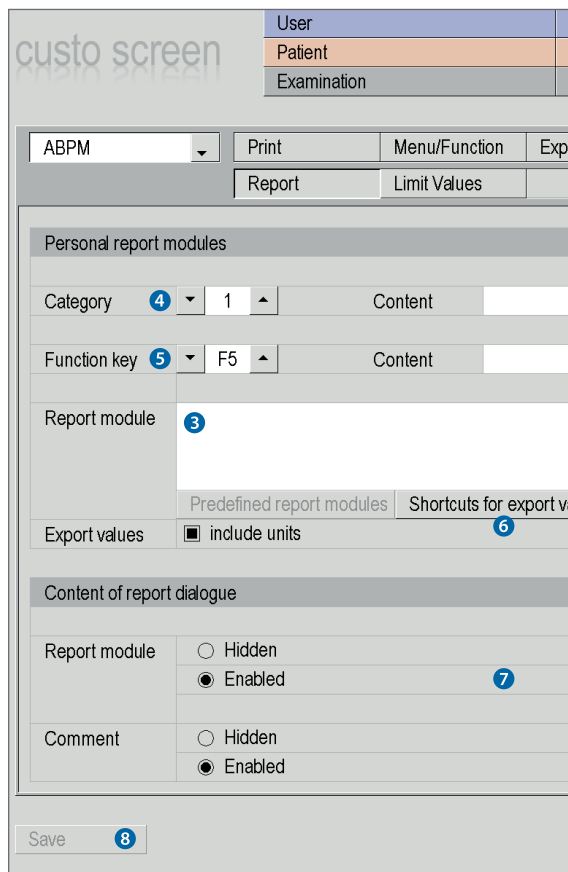 custo screen
User
Patient
Examination
ABPM Print Menu/Function Exp
Report Limit Values
Personal report modules
Category 4 1 Content
Function key 5 F5 Content
Report module 3
Predefined report modules Shortcuts for export va
6
Export values include units
Content of report dialogue
Report module Hidden
Enabled 7
Comment Hidden
Enabled
Save 8